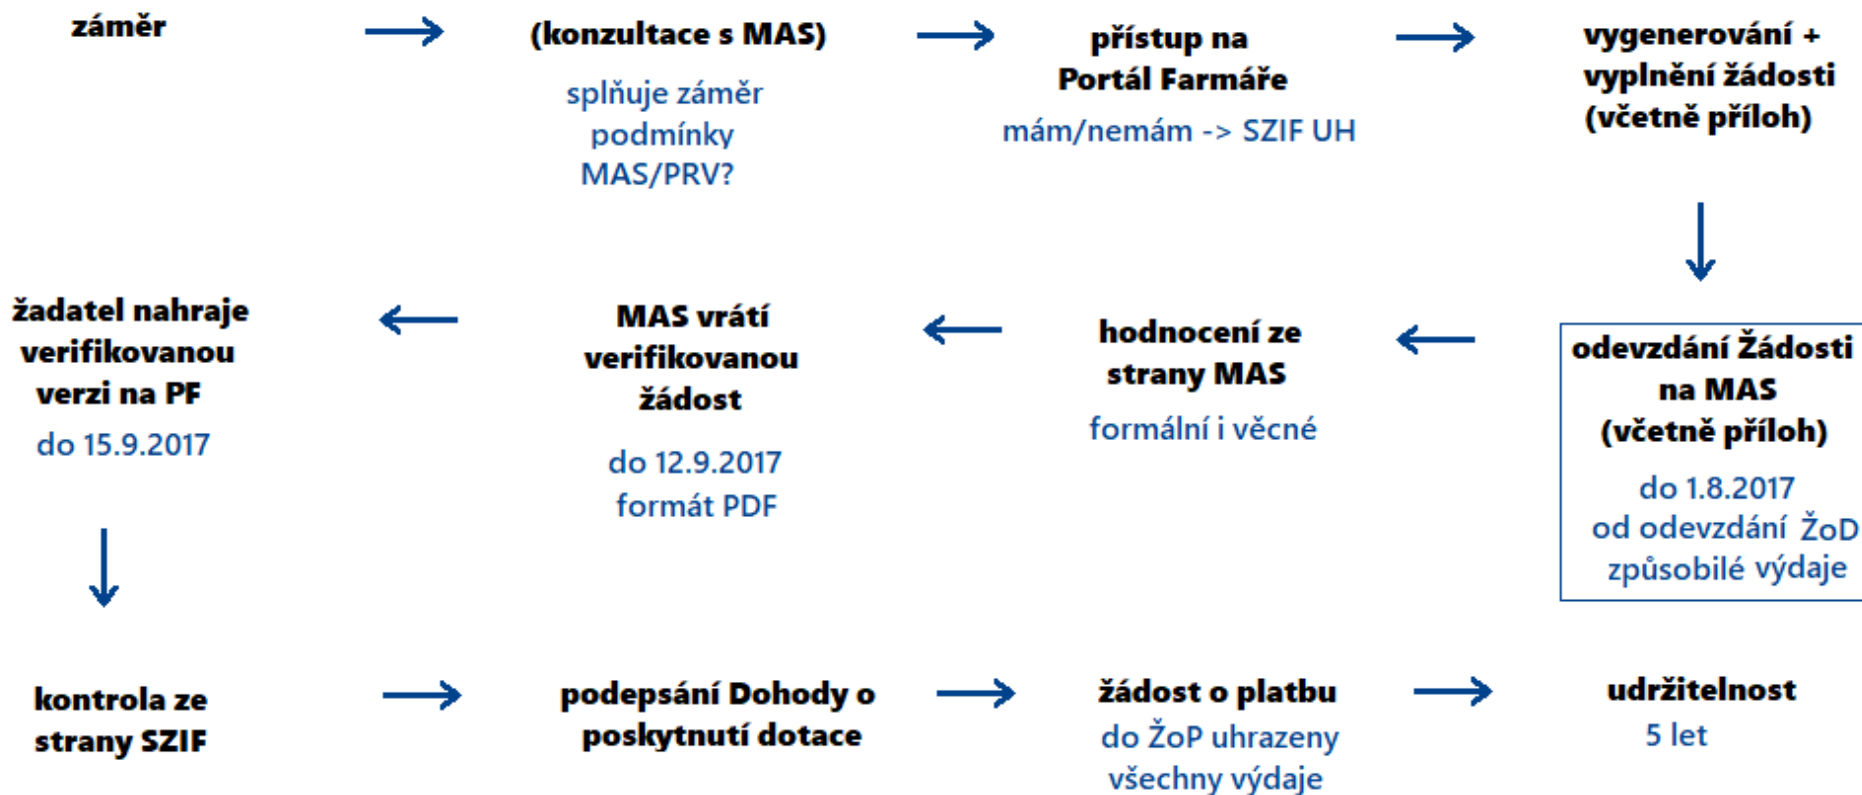 záměr
(konzultace s MAS)
splňuje záměr
podmínky
MAS/PRV?
přístup na
Portál Farmáře
mám/nemám -> SZIF UH
vygenerování +
vyplnění žádosti
(včetně příloh)
odevzdání Žádosti
na MAS
(včetně příloh)
do 1.8.2017
od odevzdání ŽoD
způsobilé výdaje
hodnocení ze
strany MAS
formální i věcné
MAS vrátí
verifikovanou
žádost
do 12.9.2017
formát PDF
žadatel nahraje
verifikovanou
verzi na PF
do 15.9.2017
kontrola ze
strany SZIF
podepsání Dohody o
poskytnutí dotace
žádost o platbu
do ŽoP uhrazeny
všechny výdaje
udržitelnost
5 let